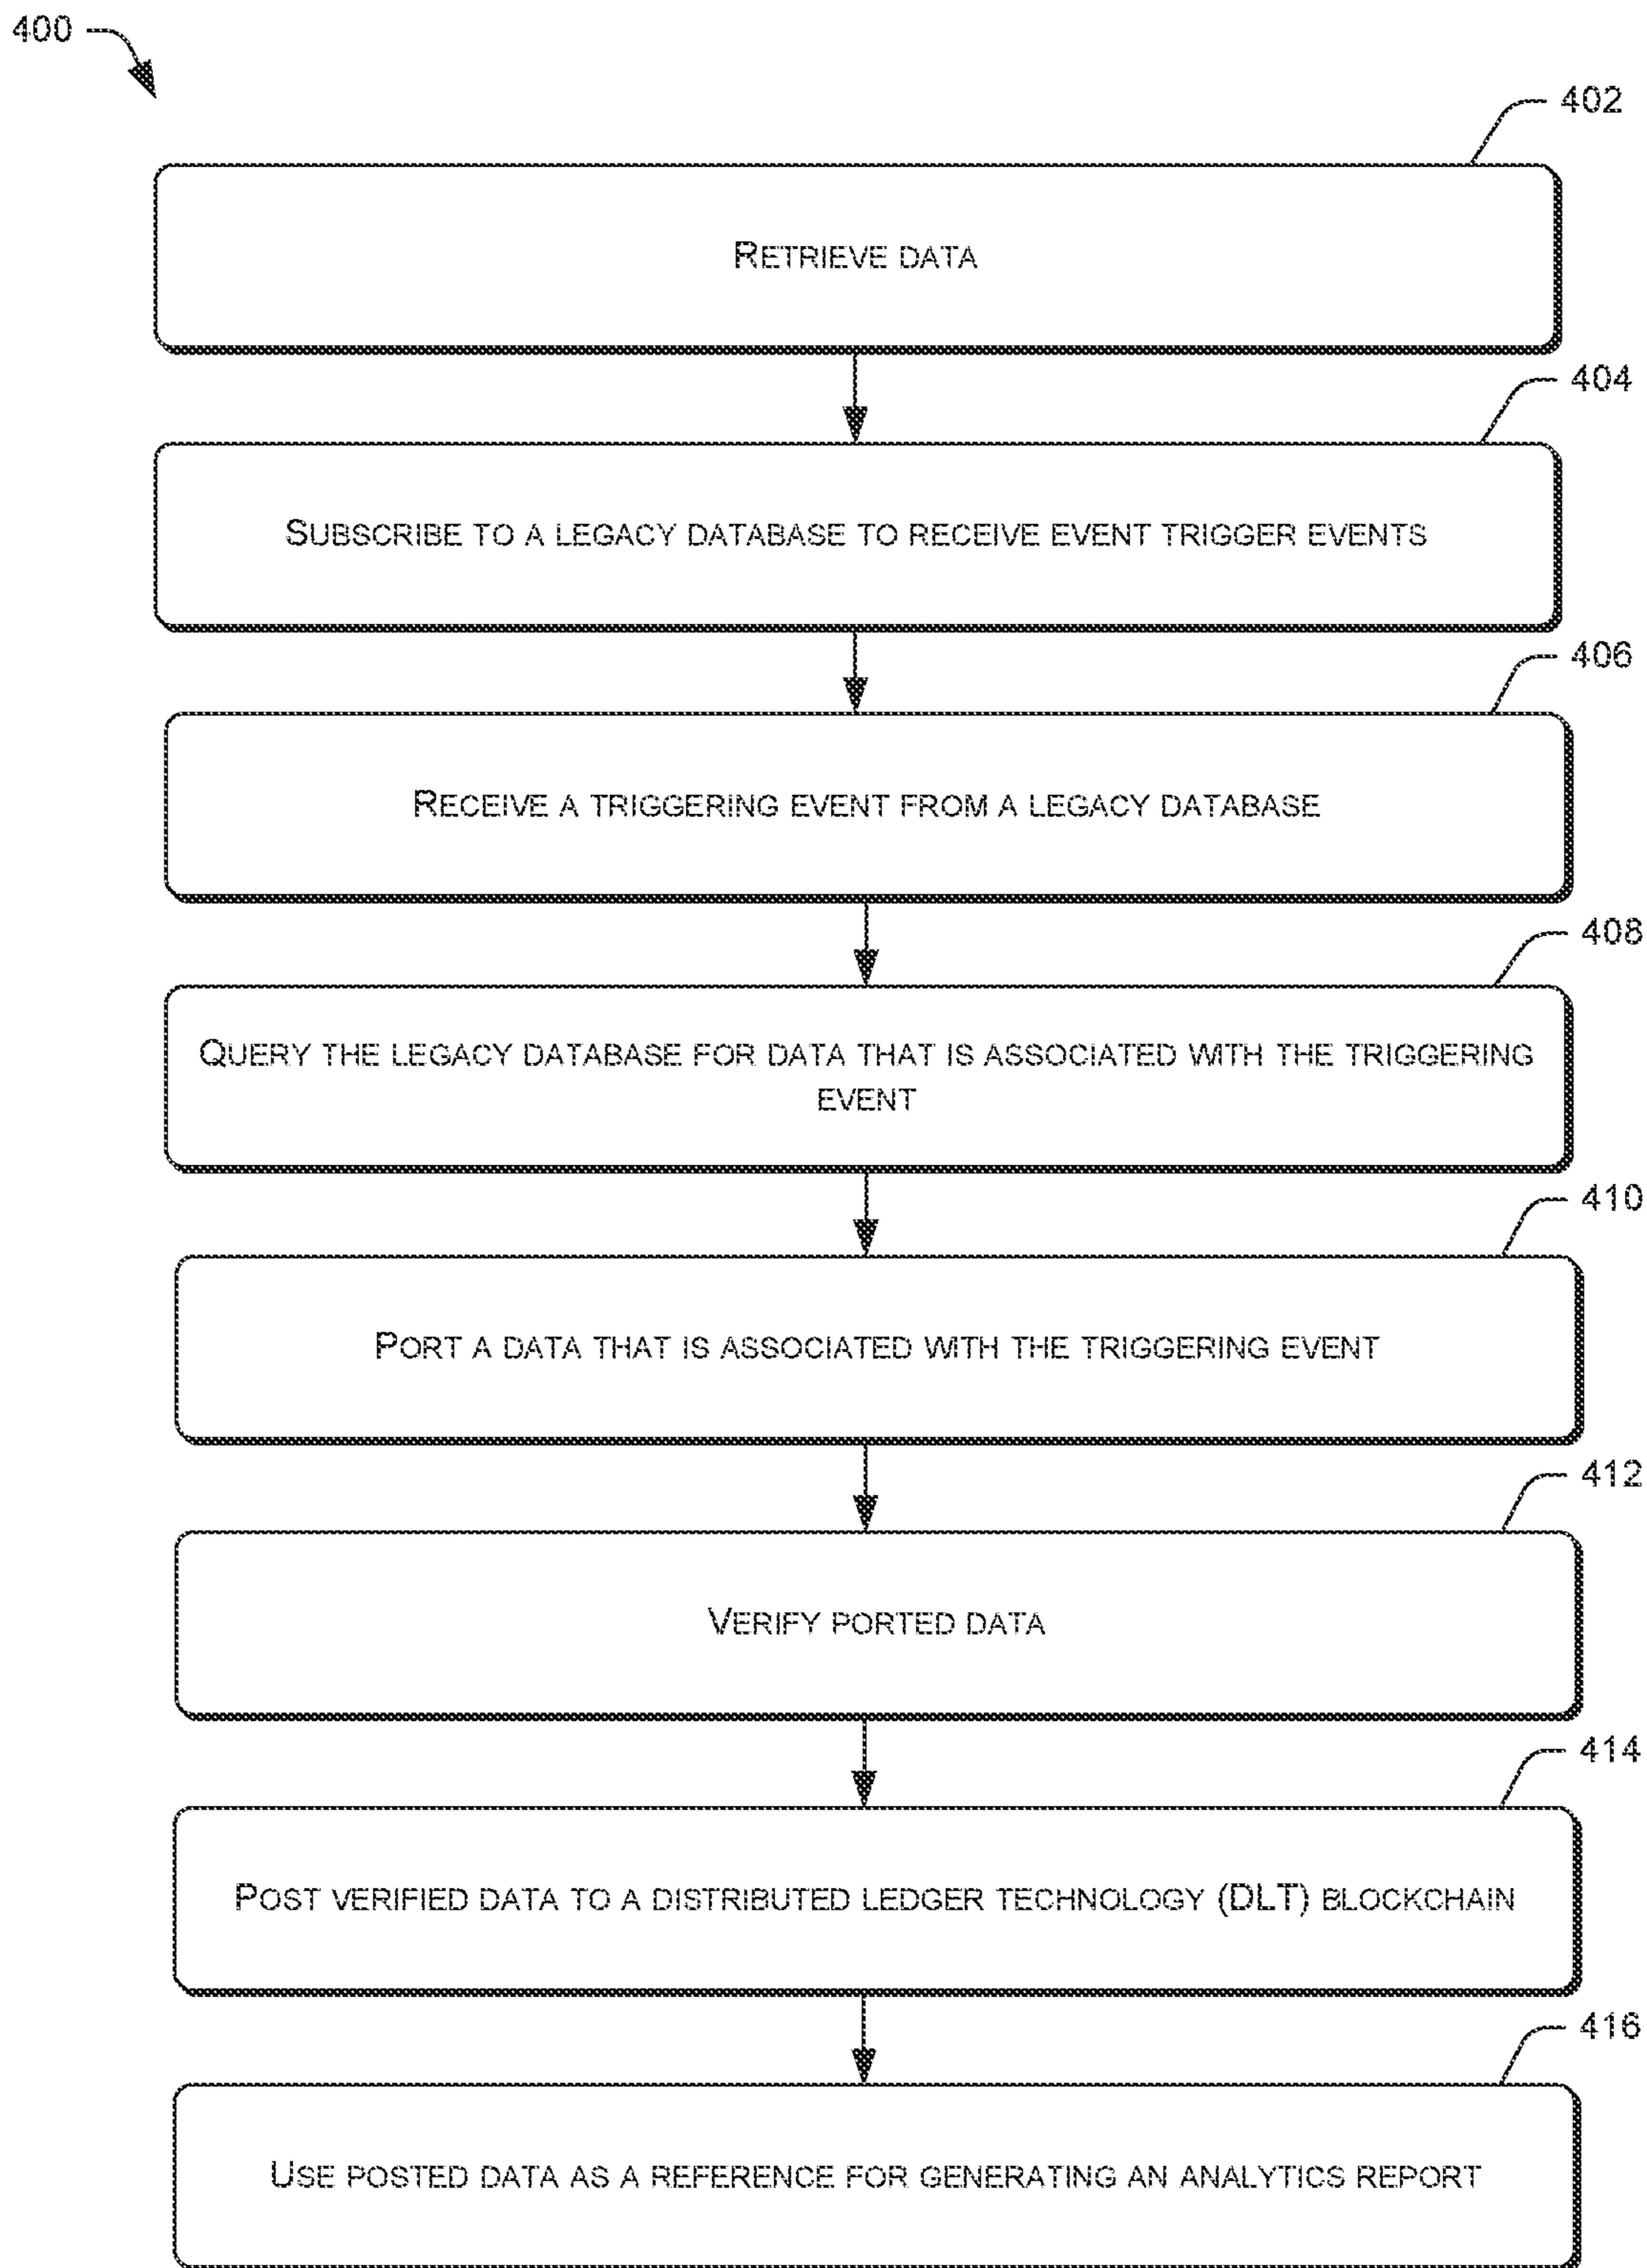 400
402
RETRIEVE DATA
404
SUBSCRIBE TO A LEGACY DATABASE TO RECEIVE EVENT TRIGGER EVENTS
406
RECEIVE A TRIGGERING EVENT FROM A LEGACY DATABASE
408
QUERY THE LEGACY DATABASE FOR DATA THAT IS ASSOCIATED WITH THE TRIGGERING
EVENT
410
PORT A DATA THAT IS ASSOCIATED WITH THE TRIGGERING EVENT
412
VERIFY PORTED DATA
414
POST VERIFIED DATA TO A DISTRIBUTED LEDGER TECHNOLOGY (DLT) BLOCKCHAIN
416
USE POSTED DATA AS A REFERENCE FOR GENERATING AN ANALYTICS REPORT